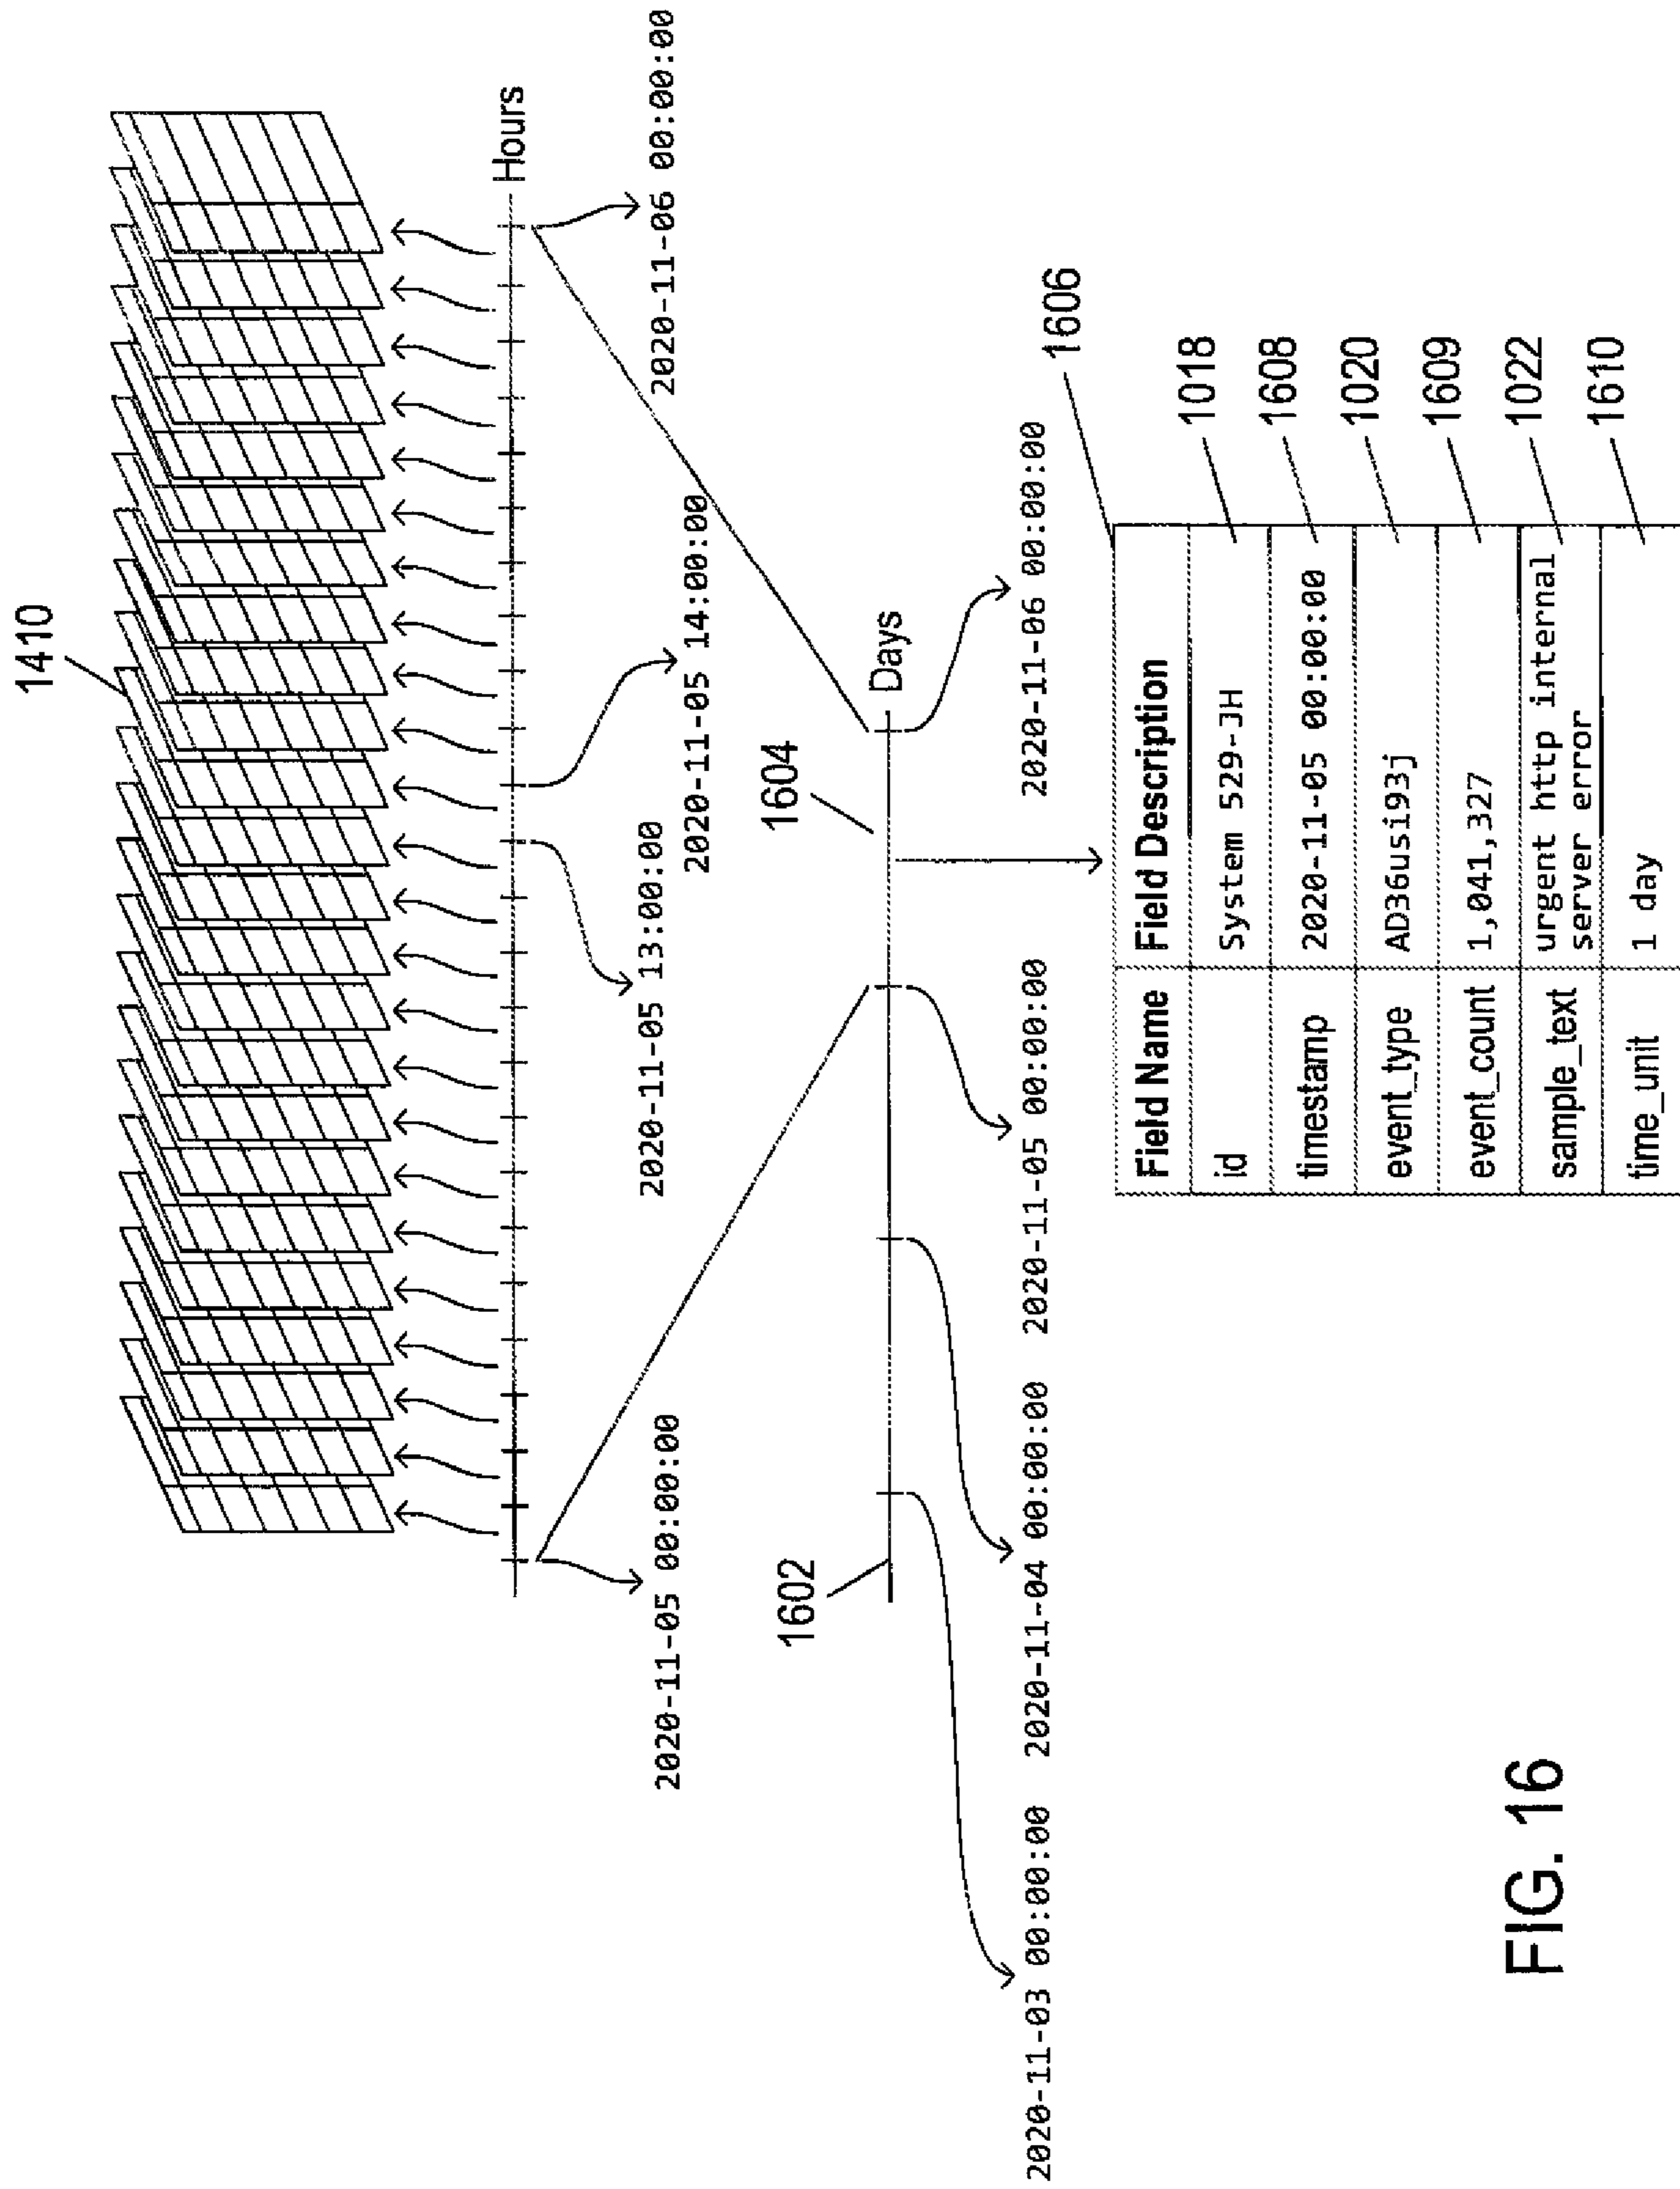 1410
Hours
2020-11-05 00:00:00
2020-11-05 13:00:00
2020-11-05 14:00:00
2020-11-06 00:00:00
1602
1604
Days
2020-11-03 00:00:00
2020-11-04 00:00:00
2020-11-05 00:00:00
2020-11-06 00:00:00
1606
Field Name Field Description
id System 529-JH 1018
timestamp 2020-11-05 00:00:00 1608
event_type AD36usi93j 1020
event_count 1,041,327 1609
sample_text urgent http internal
server error 1022
time_unit 1 day 1610
FIG. 16